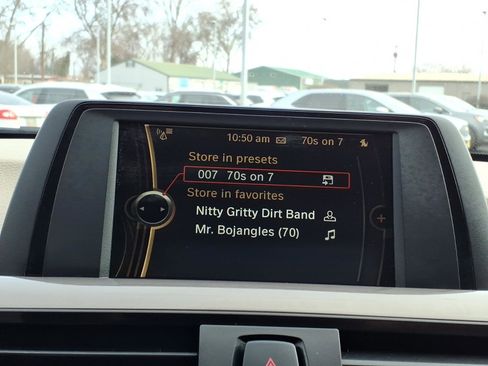 10:50 am 70s on 7
Store in presets
007 70s on 7
Store in favorites
Nitty Gritty Dirt Band
Mr. Bojangles (70)